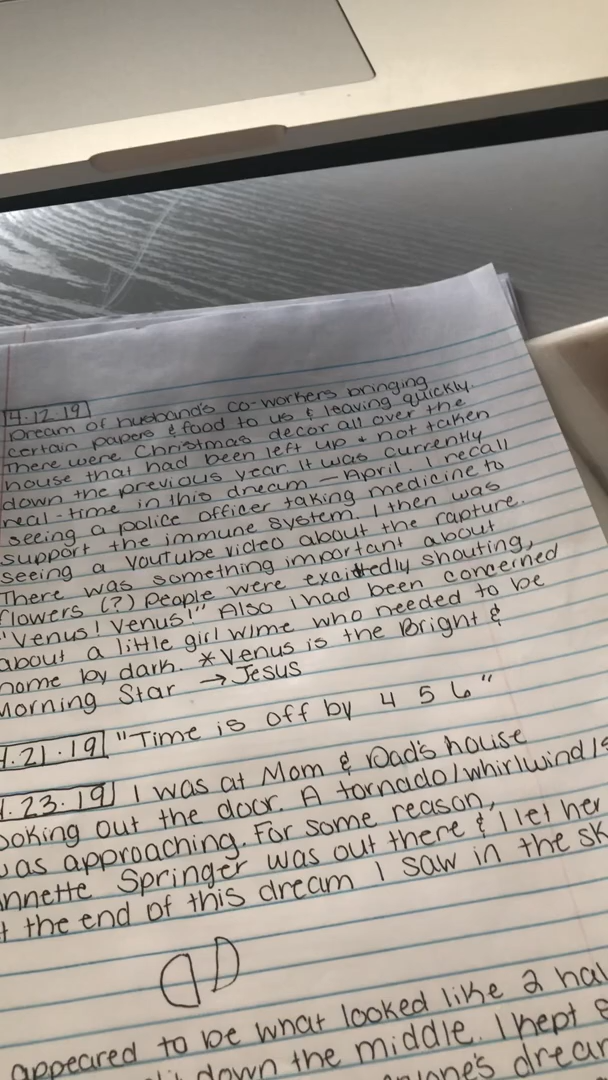 4.12.19
Dream of husband's co-workers bringing
certain papers & food to us & leaving quickly.
There were Christmas decor all over the
house that had been left up & not taken
down the previous year. It was currently
real-time in this dream — April. I recall
seeing a police officer taking medicine to
support the immune system. I then was
seeing a YouTube video about the rapture.
There was something important about
flowers (?) People were excitedly shouting,
"Venus! Venus!" Also I had been concerned
about a little girl w/me who needed to be
home by dark. *Venus is the Bright &
Morning Star → Jesus
4.21.19 "Time is off by 4 5 6"
4.23.19 I was at Mom & Dad's house
looking out the door. A tornado/whirlwind
was approaching. For some reason,
Annette Springer was out there & I let her
at the end of this dream I saw in the
appeared to be what looked like 2
down the middle. I kept